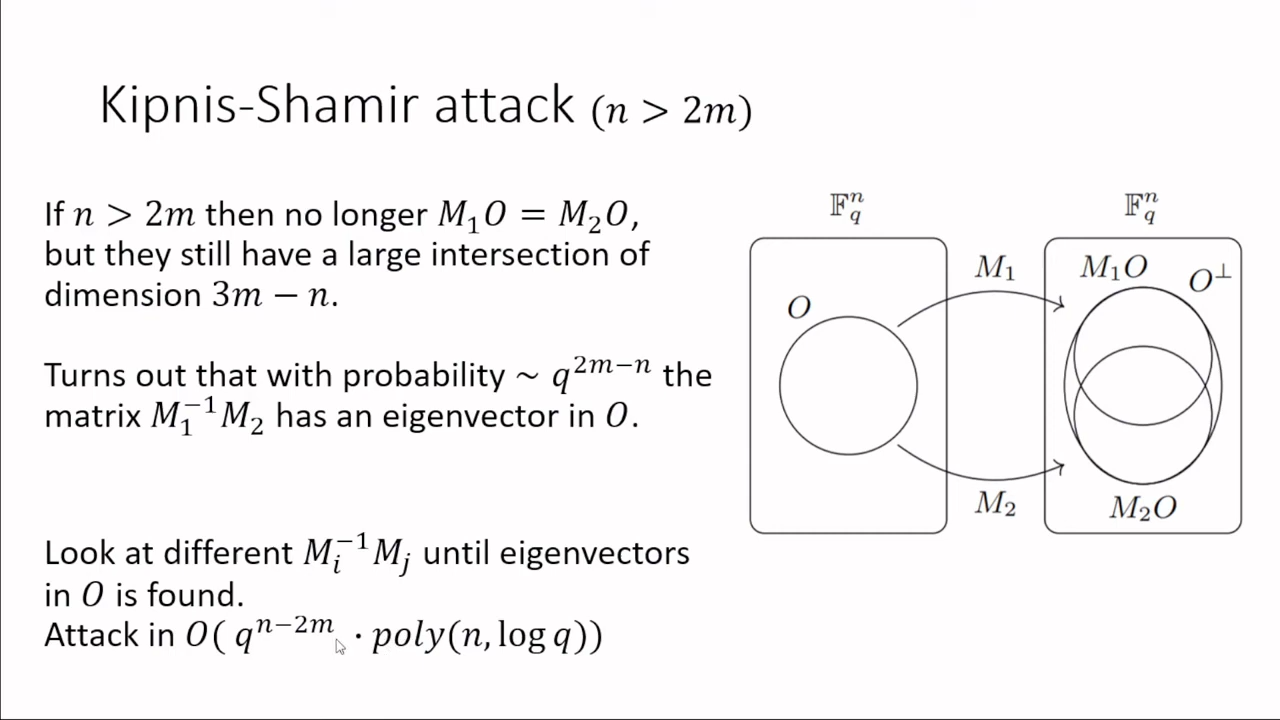 Kipnis-Shamir attack (n > 2m)
If n > 2m then no longer M₁O = M₂O,
but they still have a large intersection of
dimension 3m − n.
Turns out that with probability ~ q^{2m−n} the
matrix M₁⁻¹M₂ has an eigenvector in O.
Look at different Mᵢ⁻¹Mⱼ until eigenvectors
in O is found.
Attack in O( q^{n−2m} · poly(n, log q))
𝔽_q^n
𝔽_q^n
M₁
M₁O
O^⊥
O
M₂
M₂O